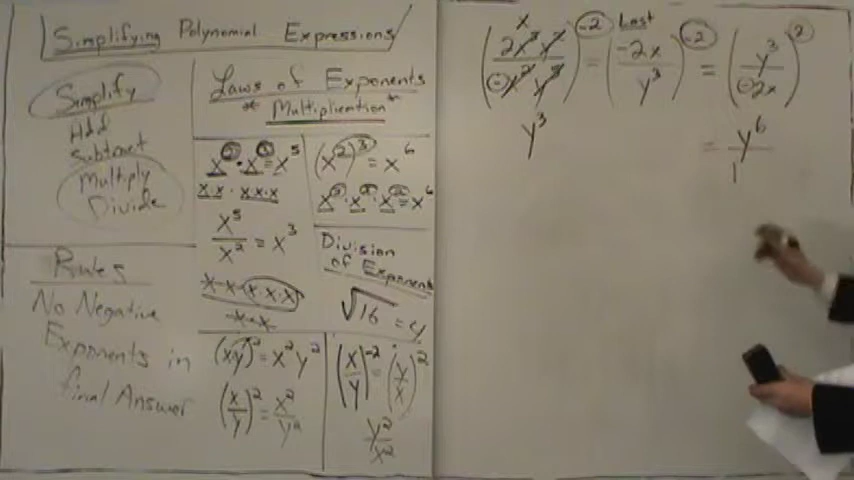 Simplifying Polynomial Expressions
Simplify
Add
Subtract
Multiply
Divide
Rules
No Negative
Exponents in
final Answer
Laws of Exponents
Multiplication
x² · x³ = x⁵
x·x · x·x·x
x⁵/x² = x³
x·x·x·x·x
x·x
(x²)³ = x⁶
x² · x² · x² = x⁶
Division
of Exponents
√16 = 4
(x·y)² = x²y²
(x/y)² = x²/y²
(x/y)⁻² = (y/x)²
y²/x²
Last
x
= (-2x/y³)⁻² = (y³/-2x)²
y³
= y⁶
1